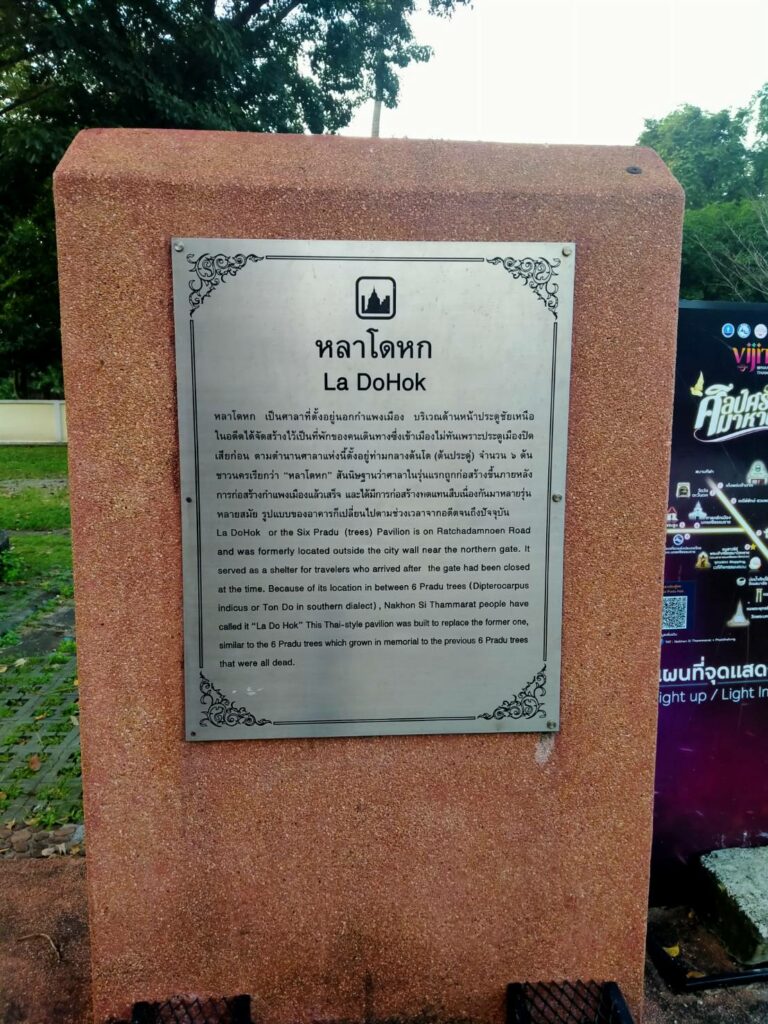 หลาโดหก
La DoHok
หลาโดหก เป็นศาลาที่ตั้งอยู่นอกกำแพงเมือง บริเวณด้านหน้าประตูชัยเหนือ
ในอดีตได้จัดสร้างไว้เป็นที่พักของคนเดินทางซึ่งเข้าเมืองไม่ทันเพราะประตูเมืองปิด
เสียก่อน ตามตำนานศาลาแห่งนี้ตั้งอยู่ท่ามกลางต้นโด (ต้นประดู่) จำนวน ๖ ต้น
ชาวนครเรียกว่า "หลาโดหก" สันนิษฐานว่าศาลาในรุ่นแรกถูกก่อสร้างขึ้นภายหลัง
การก่อสร้างกำแพงเมืองแล้วเสร็จ และได้มีการก่อสร้างทดแทนสืบเนื่องกันมาหลายรุ่น
หลายสมัย รูปแบบของอาคารก็เปลี่ยนไปตามช่วงเวลาจากอดีตจนถึงปัจจุบัน
La DoHok or the Six Pradu (trees) Pavilion is on Ratchadamnoen Road
and was formerly located outside the city wall near the northern gate. It
served as a shelter for travelers who arrived after the gate had been closed
at the time. Because of its location in between 6 Pradu trees (Dipterocarpus
indicus or Ton Do in southern dialect), Nakhon Si Thammarat people have
called it "La Do Hok" This Thai-style pavilion was built to replace the former one,
similar to the 6 Pradu trees which grown in memorial to the previous 6 Pradu trees
that were all dead.
vijit
ผนที่จุดแสด
ight up / Light In